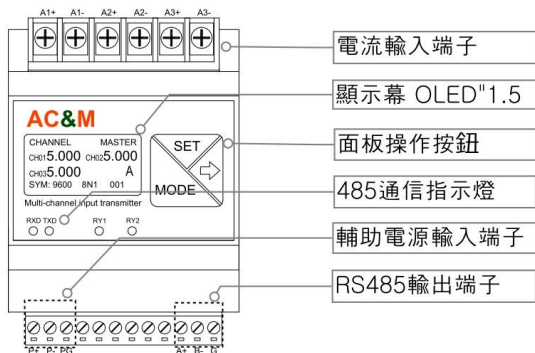 A1+ A1- A2+ A2- A3+ A3-
電流輸入端子
顯示幕 OLED"1.5
AC&M
CHANNEL MASTER
CH01 5.000 CH02 5.000
CH03 5.000 A
SYM: 9600 8N1 001
SET
MODE
面板操作按鈕
485通信指示燈
Multi-channel input transmitter
RXD TXD RY1 RY2
輔助電源輸入端子
RS485輸出端子
P+ P- PG A+ B- G